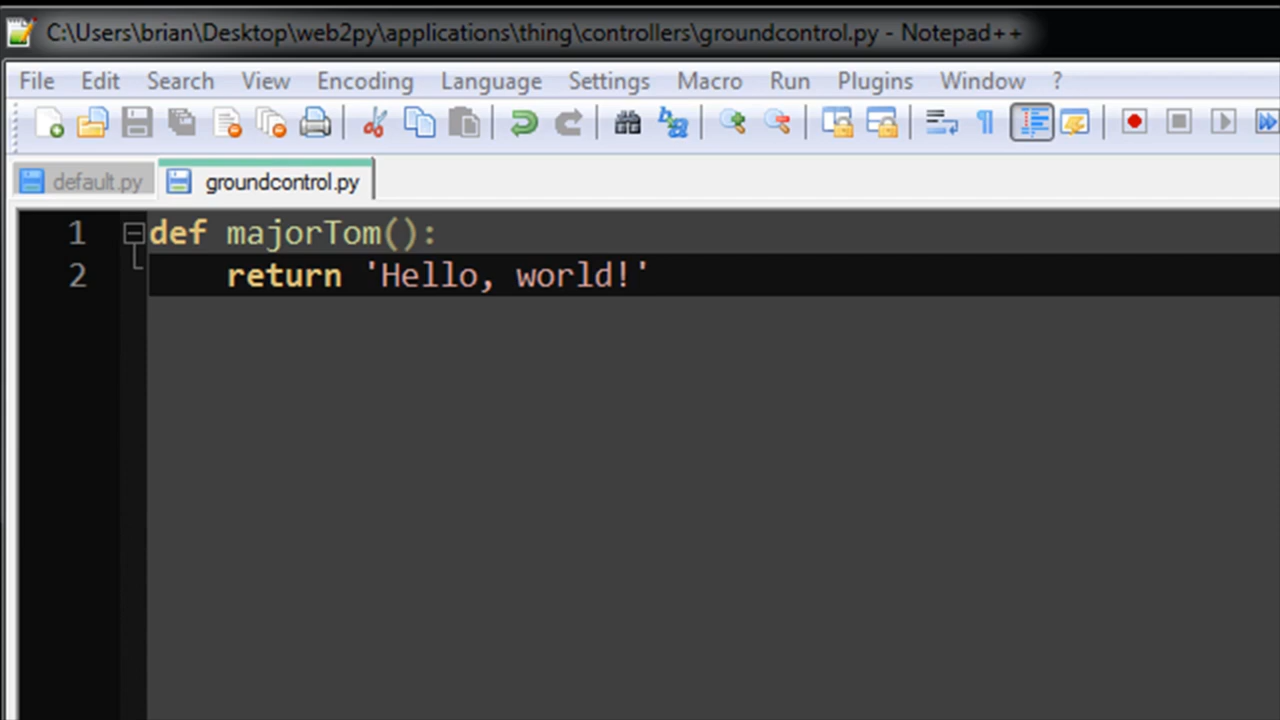 C:\Users\brian\Desktop\web2py\applications\thing\controllers\groundcontrol.py - Notepad++
File Edit Search View Encoding Language Settings Macro Run Plugins Window ?
default.py groundcontrol.py
1 def majorTom():
2 return 'Hello, world!'